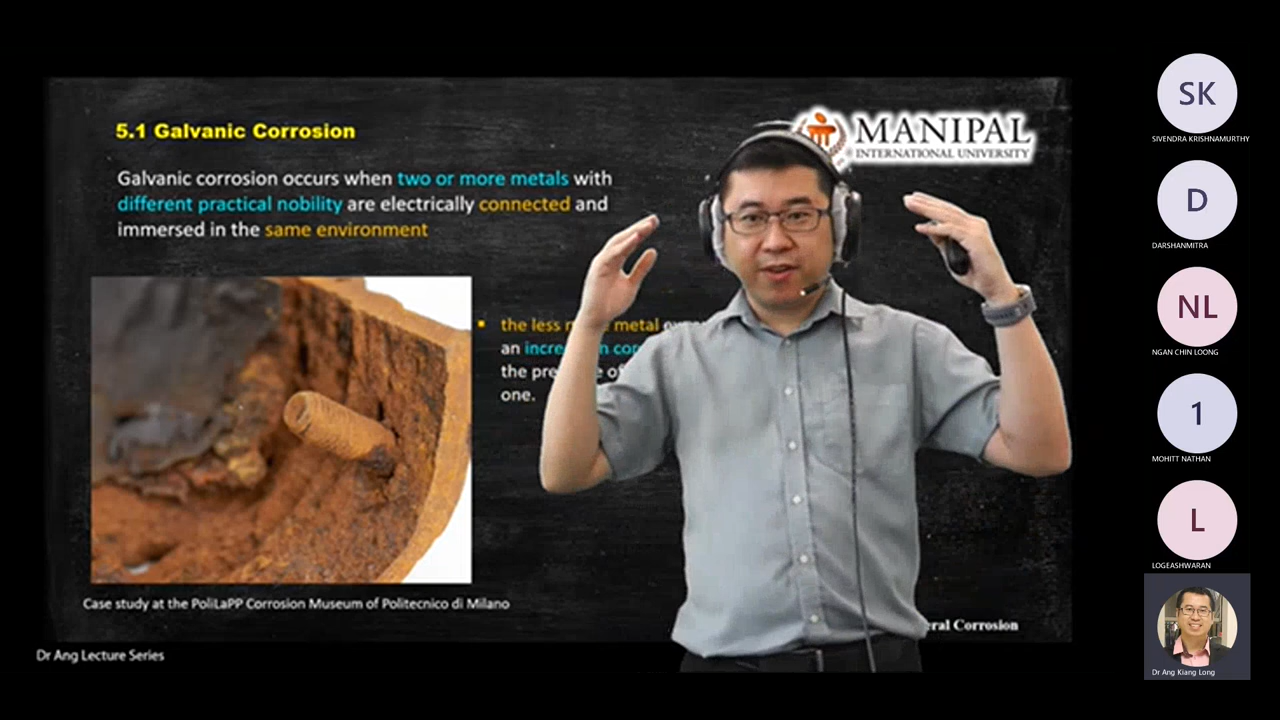 5.1 Galvanic Corrosion
MANIPAL
INTERNATIONAL UNIVERSITY
Galvanic corrosion occurs when two or more metals with
different practical nobility are electrically connected and
immersed in the same environment
the less metal
an
the of
one.
Case study at the PoliLaPP Corrosion Museum of Politecnico di Milano
Corrosion
Dr Ang Lecture Series
SK
SIVENDRA KRISHNAMURTHY
D
DARSHANMITRA
NL
NGAN CHIN LOONG
1
MOHITT NATHAN
L
LOGEASHWARAN
Dr Ang Kiang Long